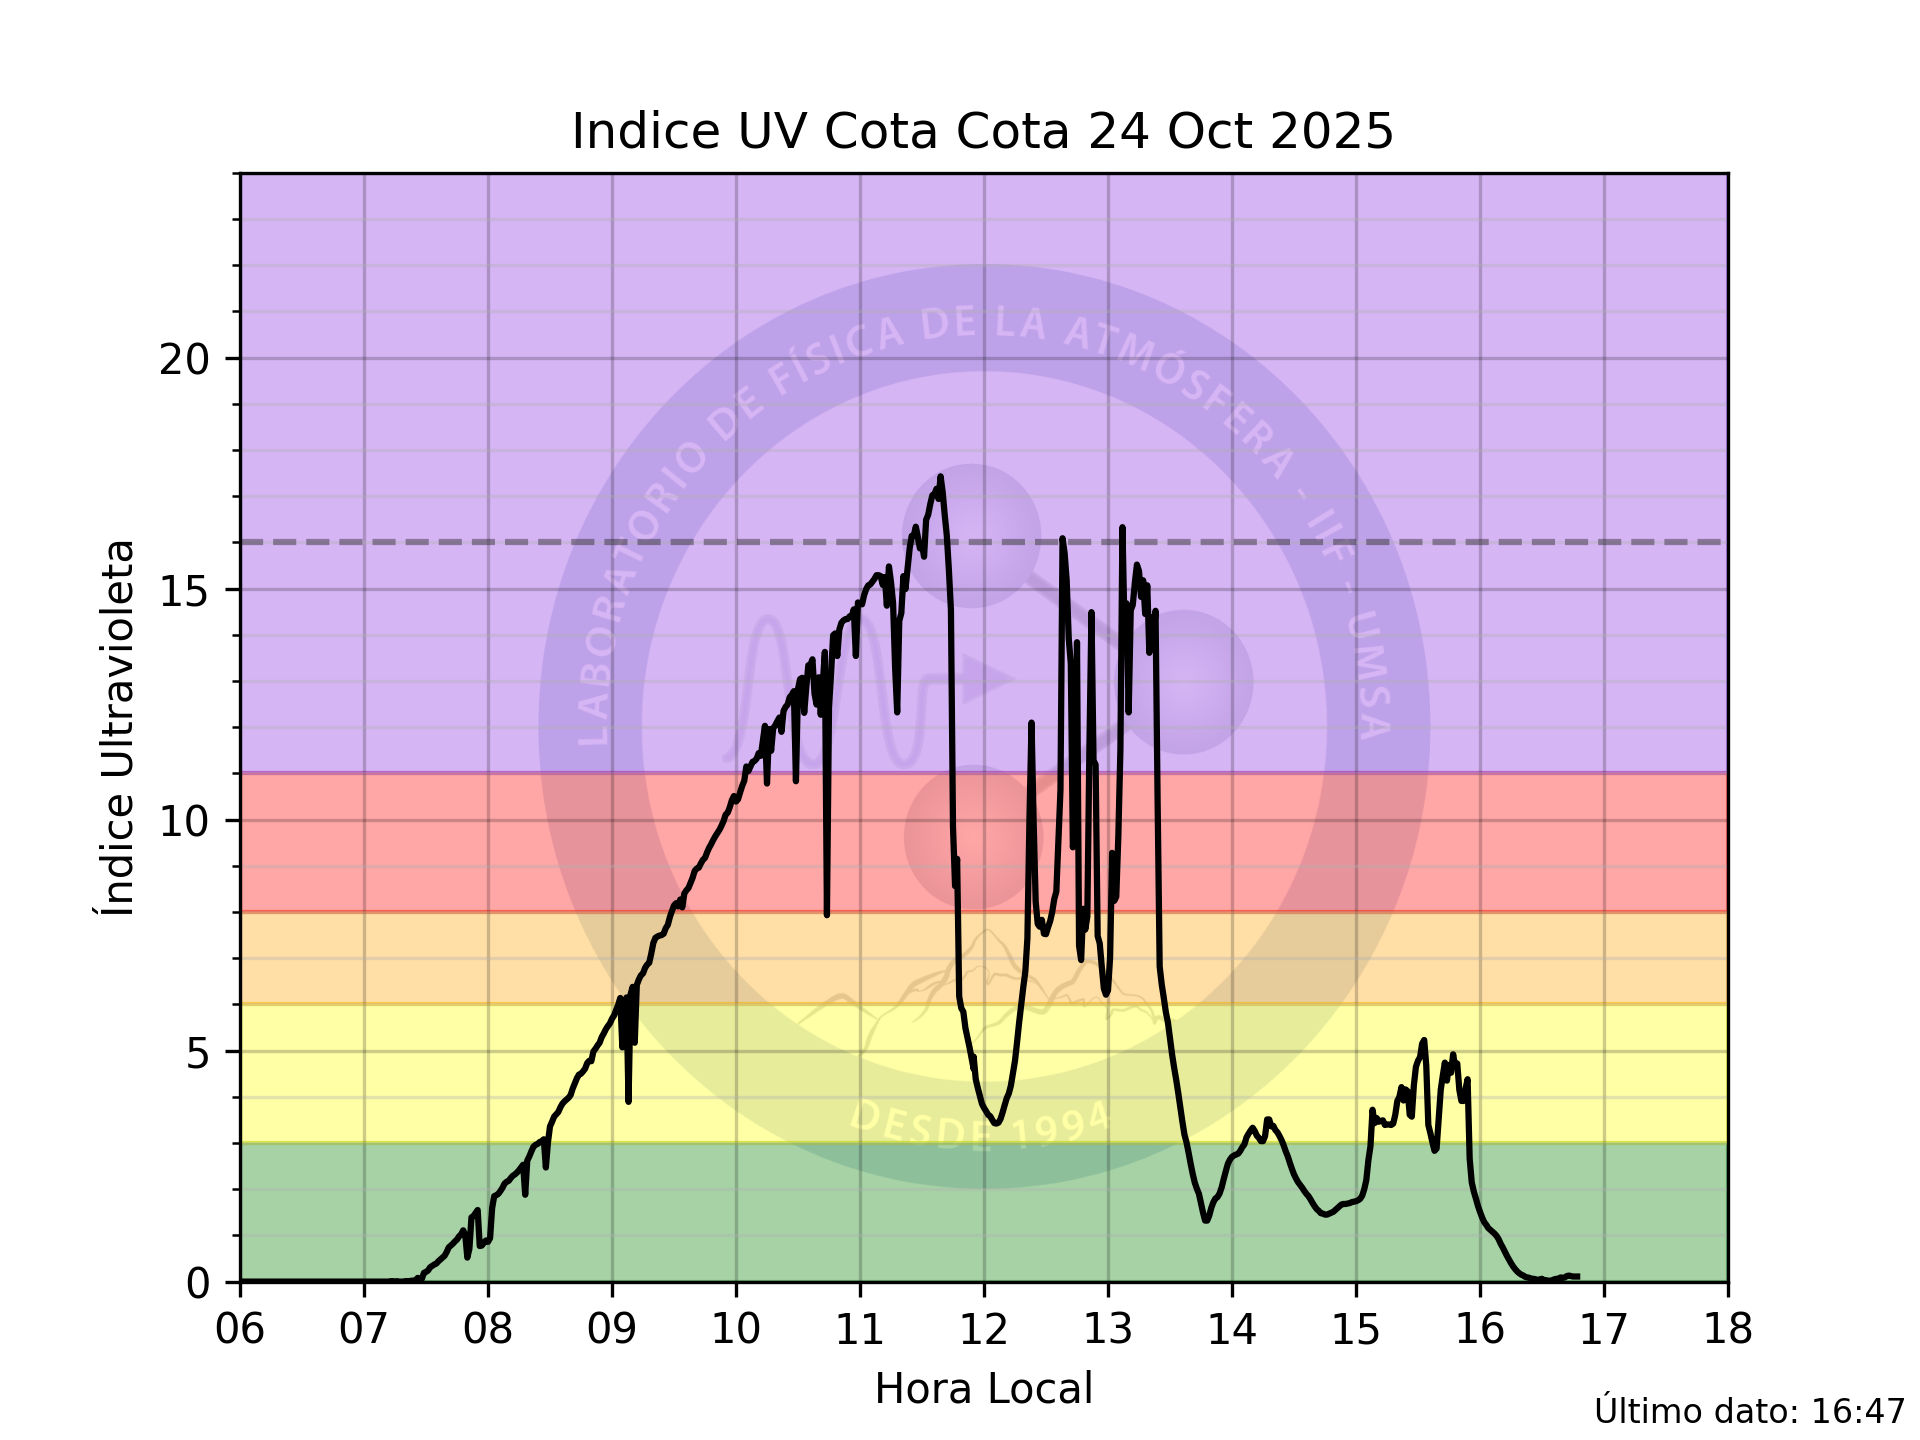 Indice UV Cota Cota 24 Oct 2025
LABORATORIO DE FÍSICA DE LA ATMÓSFERA - IIF - UMSA
DESDE 1994
Índice Ultravioleta
20
15
10
5
0
06 07 08 09 10 11 12 13 14 15 16 17 18
Hora Local
Último dato: 16:47